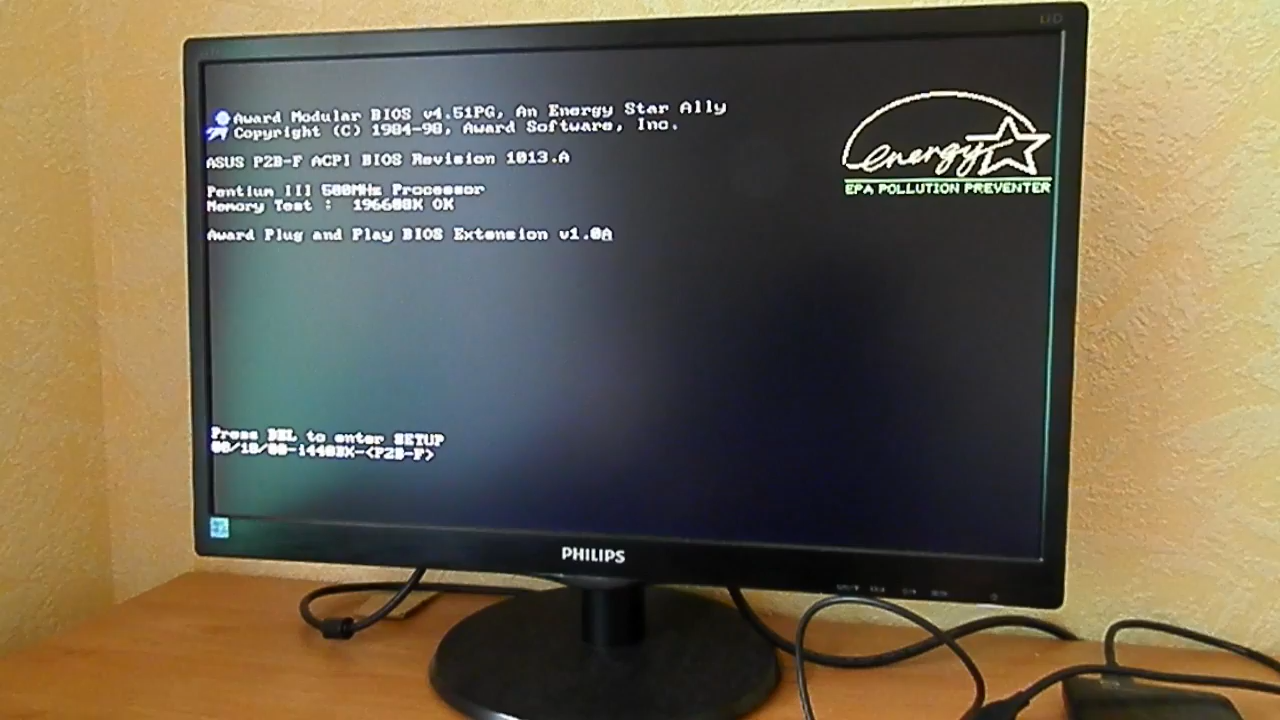 Award Modular BIOS v4.51PG, An Energy Star Ally
Copyright (C) 1984-98, Award Software, Inc.
ASUS P2B-F ACPI BIOS Revision 1013.A
Pentium III 500MHz Processor
Memory Test : 196608K OK
Award Plug and Play BIOS Extension v1.0A
energy
EPA POLLUTION PREVENTER
Press DEL to enter SETUP
i440BX-<P2B-F>
PHILIPS
LED